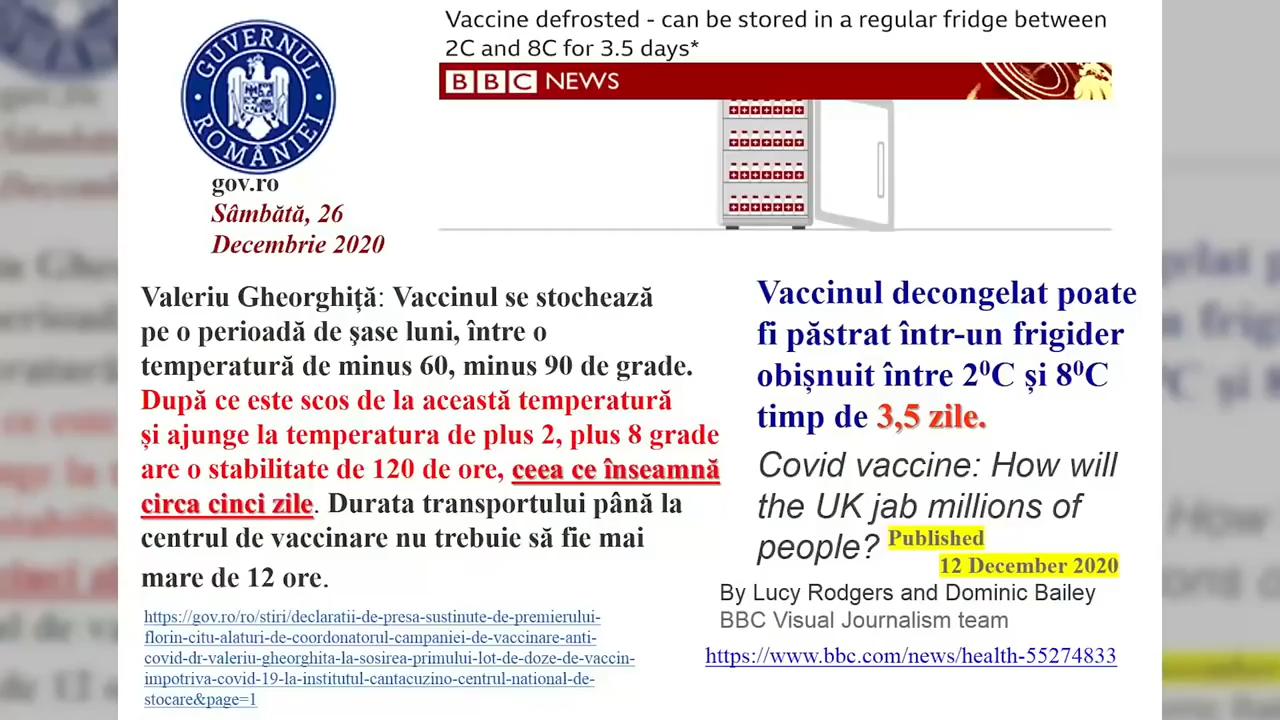 GUVERNUL ROMÂNIEI
gov.ro
Sâmbătă, 26
Decembrie 2020
Vaccine defrosted - can be stored in a regular fridge between
2C and 8C for 3.5 days*
BBC NEWS
Valeriu Gheorghiță: Vaccinul se stochează
pe o perioadă de şase luni, între o
temperatură de minus 60, minus 90 de grade.
După ce este scos de la această temperatură
și ajunge la temperatura de plus 2, plus 8 grade
are o stabilitate de 120 de ore, ceea ce înseamnă
circa cinci zile. Durata transportului până la
centrul de vaccinare nu trebuie să fie mai
mare de 12 ore.
https://gov.ro/ro/stiri/declaratii-de-presa-sustinute-de-premierului-
florin-citu-alaturi-de-coordonatorul-campaniei-de-vaccinare-anti-
covid-dr-valeriu-gheorghita-la-sosirea-primului-lot-de-doze-de-vaccin-
impotriva-covid-19-la-institutul-cantacuzino-centrul-national-de-
stocare&page=1
Vaccinul decongelat poate
fi păstrat într-un frigider
obișnuit între 2⁰C și 8⁰C
timp de 3,5 zile.
Covid vaccine: How will
the UK jab millions of
people? Published
12 December 2020
By Lucy Rodgers and Dominic Bailey
BBC Visual Journalism team
https://www.bbc.com/news/health-55274833